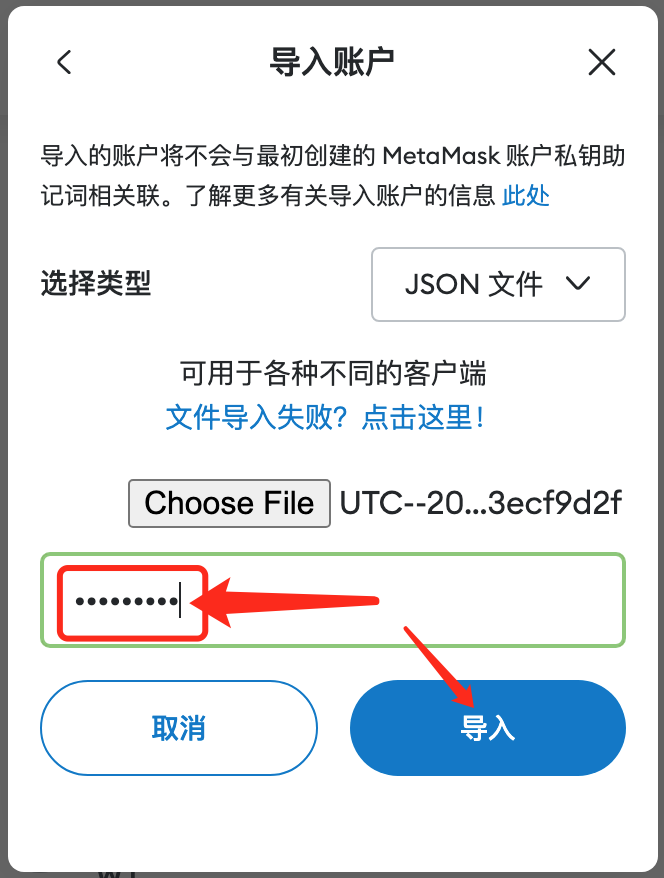 导入账户
导入的账户将不会与最初创建的 MetaMask 账户私钥助
记词相关联。了解更多有关导入账户的信息 此处
选择类型
JSON 文件
可用于各种不同的客户端
文件导入失败？点击这里！
Choose File UTC--20...3ecf9d2f
•••••••••
取消
导入